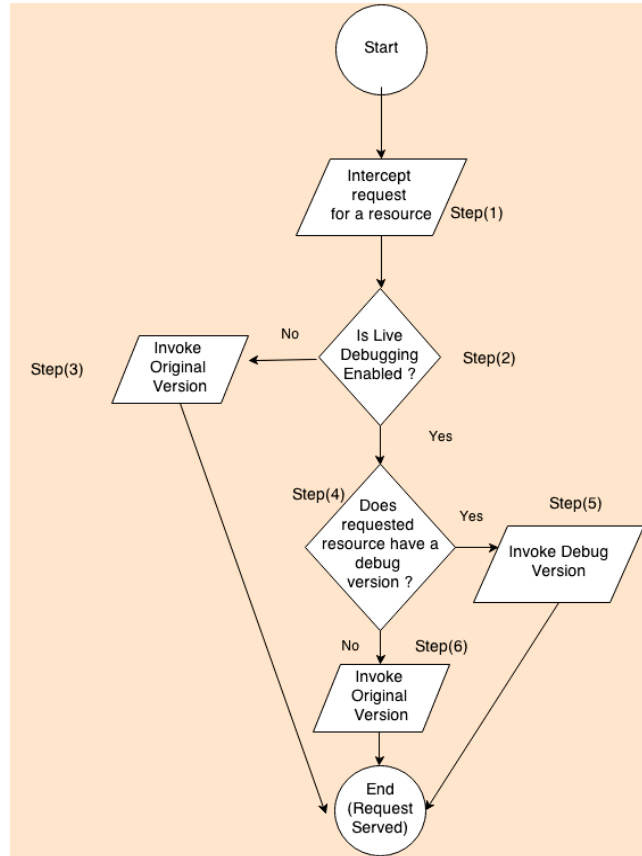 Start
Intercept
request
for a resource
Step(1)
Is Live
Debugging
Enabled ?
Step(2)
No
Invoke
Original
Version
Step(3)
Yes
Step(4)
Does
requested
resource have a
debug
version ?
Yes
Step(5)
Invoke Debug
Version
No
Step(6)
Invoke
Original
Version
End
(Request
Served)